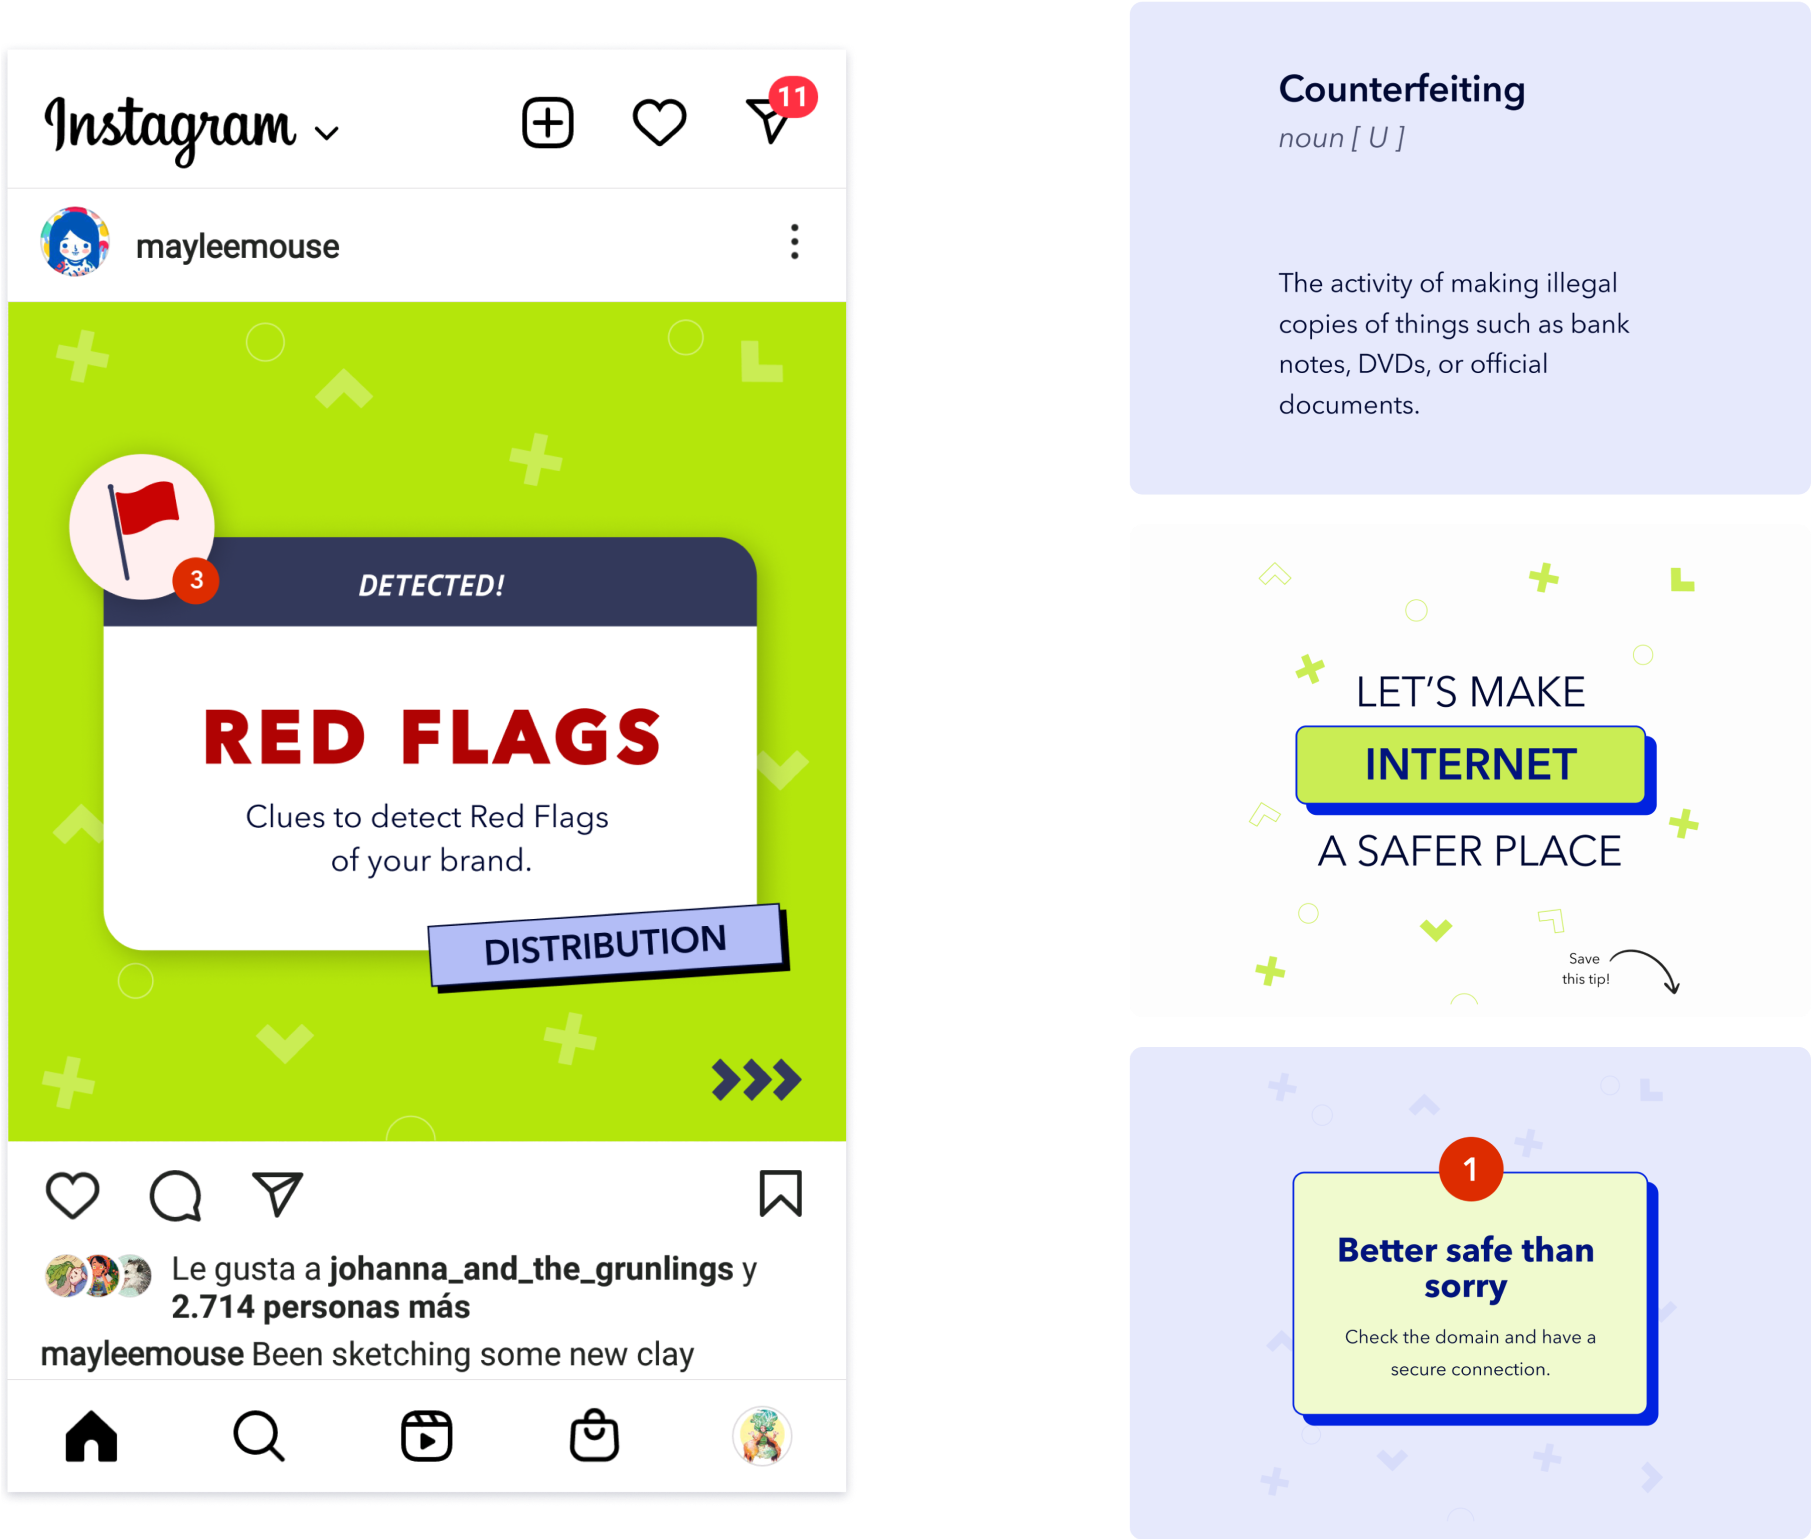 Instagram
11
mayleemouse
3
DETECTED!
RED FLAGS
Clues to detect Red Flags
of your brand.
DISTRIBUTION
Le gusta a johanna_and_the_grunlings y
2.714 personas más
mayleemouse Been sketching some new clay
Counterfeiting
noun [ U ]
The activity of making illegal
copies of things such as bank
notes, DVDs, or official
documents.
LET'S MAKE
INTERNET
A SAFER PLACE
Save
this tip!
1
Better safe than
sorry
Check the domain and have a
secure connection.